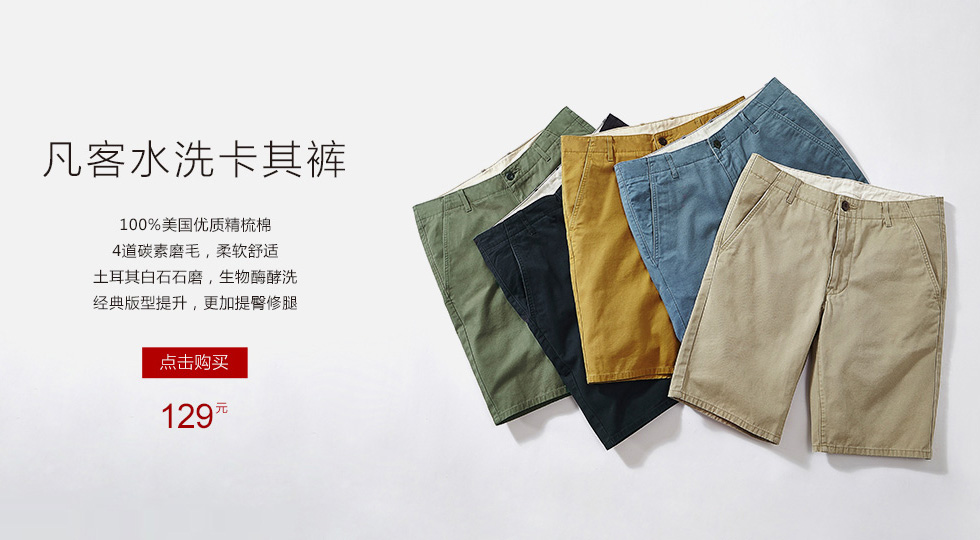 凡客水洗卡其裤
100%美国优质精梳棉
4道碳素磨毛，柔软舒适
土耳其白石石磨，生物酶酵洗
经典版型提升，更加提臀修腿
点击购买
129元